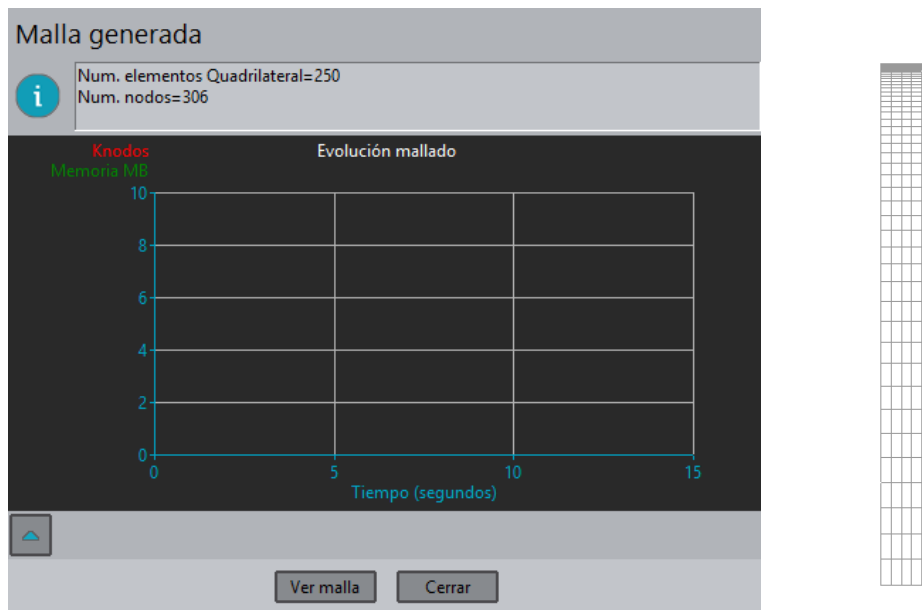 Malla generada
Num. elementos Quadrilateral=250
Num. nodos=306
Knodos
Evolución mallado
Memoria MB
10
8
6
4
2
0
0
5
10
15
Tiempo (segundos)
Ver malla
Cerrar